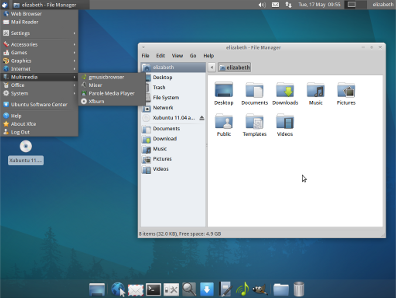 elizabeth - File Manager
Tue, 17 May 09:55
elizabeth
Web Browser
Mail Reader
Settings
Accessories
Games
Graphics
Internet
Multimedia
Office
System
Ubuntu Software Center
Help
About Xfce
Log Out
gmusicbrowser
Mixer
Parole Media Player
Xfburn
Xubuntu 11....
elizabeth - File Manager
File Edit View Go Help
elizabeth
Desktop
Trash
File System
Network
Xubuntu 11.04 a...
Documents
Download
Music
Pictures
Videos
elizabeth
Desktop Documents Downloads Music Pictures
Public Templates Videos
8 items (32.0 KB), Free space: 4.9 GB